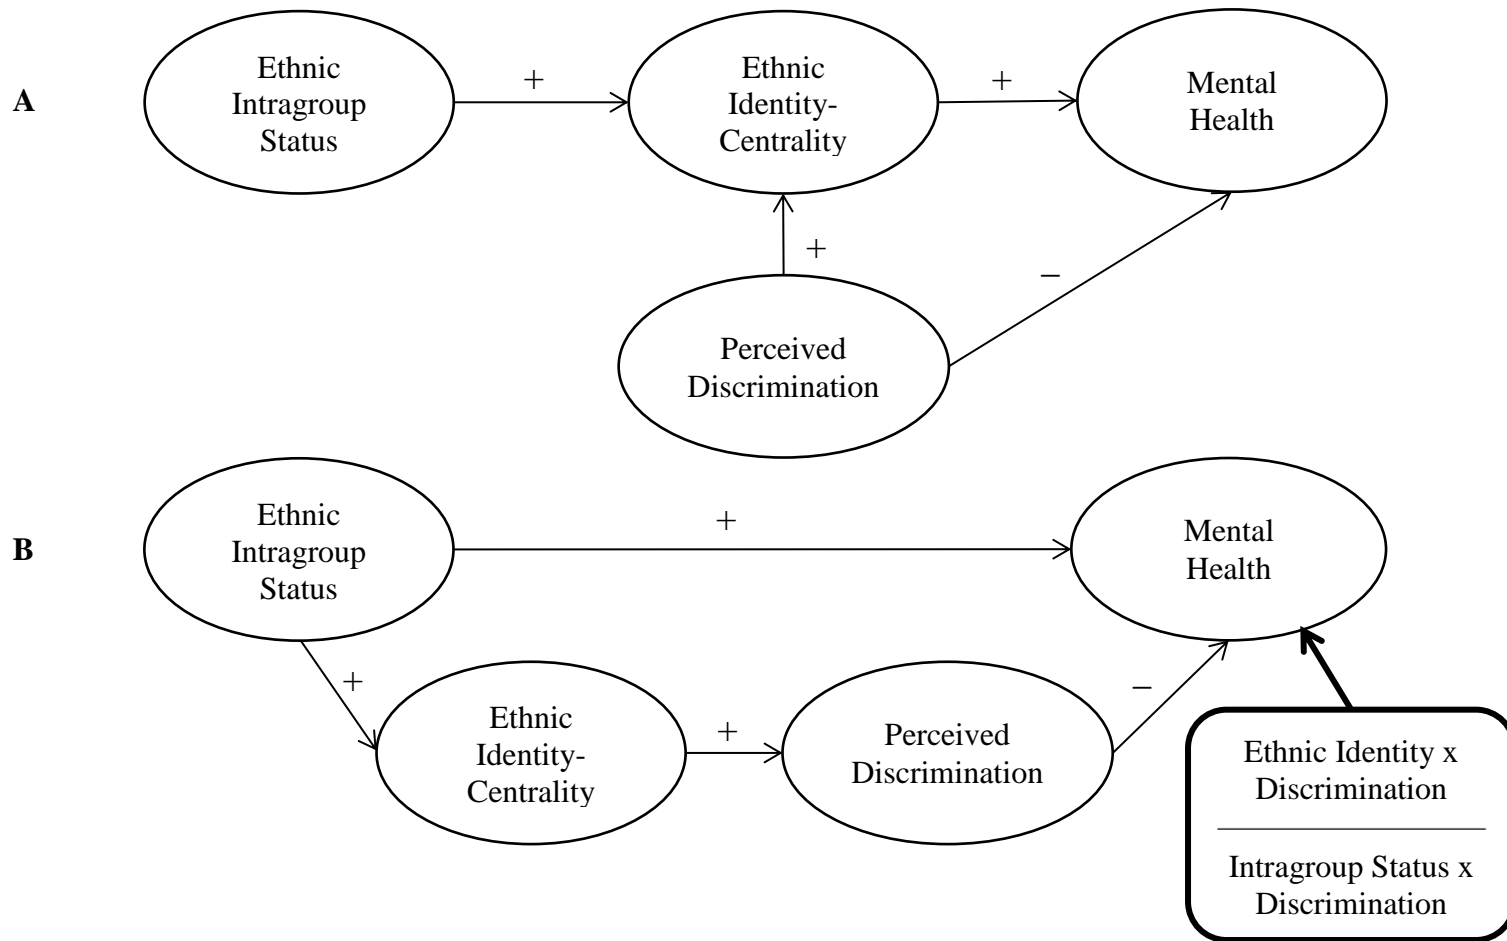 A
Ethnic
Intragroup
Status
+
Ethnic
Identity-
Centrality
+
Mental
Health
+
−
Perceived
Discrimination
B
Ethnic
Intragroup
Status
+
Mental
Health
+
Ethnic
Identity-
Centrality
+
Perceived
Discrimination
−
Ethnic Identity x
Discrimination
Intragroup Status x
Discrimination